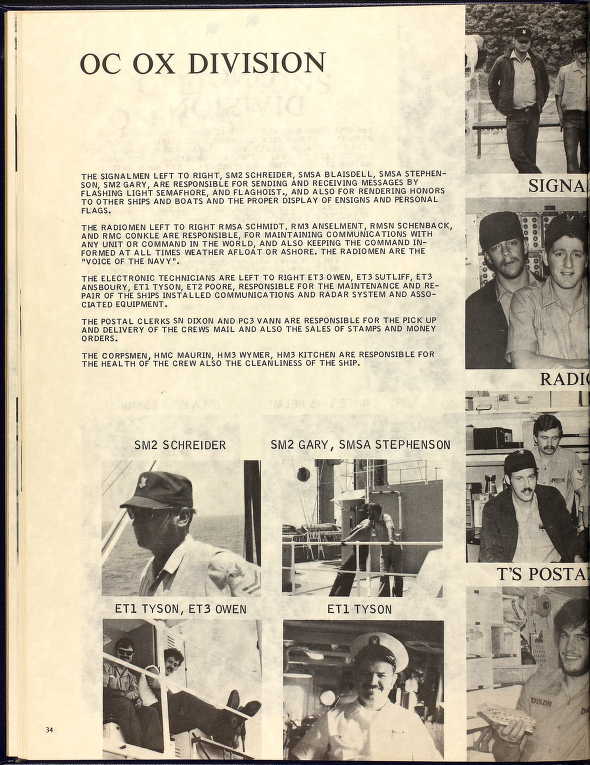 OC OX DIVISION
THE SIGNALMEN LEFT TO RIGHT, SM2 SCHREIDER, SMSA BLAISDELL, SMSA STEPHEN-
SON, SM2 GARY, ARE RESPONSIBLE FOR SENDING AND RECEIVING MESSAGES BY
FLASHING LIGHT SEMAFHORE, AND FLAGHOIST., AND ALSO FOR RENDERING HONORS
TO OTHER SHIPS AND BOATS AND THE PROPER DISPLAY OF ENSIGNS AND PERSONAL
FLAGS.
THE RADIOMEN LEFT TO RIGHT RMSA SCHMIDT, RM3 ANSELMENT, RMSN SCHENBACK,
AND RMC CONKLE ARE RESPONSIBLE, FOR MAINTAINING COMMUNICATIONS WITH
ANY UNIT OR COMMAND IN THE WORLD, AND ALSO KEEPING THE COMMAND IN-
FORMED AT ALL TIMES WEATHER AFLOAT OR ASHORE. THE RADIOMEN ARE THE
"VOICE OF THE NAVY".
THE ELECTRONIC TECHNICIANS ARE LEFT TO RIGHT ET3 OWEN, ET3 SUTLIFF, ET3
ANSBOURY, ET1 TYSON, ET2 POORE, RESPONSIBLE FOR THE MAINTENANCE AND RE-
PAIR OF THE SHIPS INSTALLED COMMUNICATIONS AND RADAR SYSTEM AND ASSO-
CIATED EQUIPMENT.
THE POSTAL CLERKS SN DIXON AND PC3 VANN ARE RESPONSIBLE FOR THE PICK UP
AND DELIVERY OF THE CREWS MAIL AND ALSO THE SALES OF STAMPS AND MONEY
ORDERS.
THE CORPSMEN, HMC MAURIN, HM3 WYMER, HM3 KITCHEN ARE RESPONSIBLE FOR
THE HEALTH OF THE CREW ALSO THE CLEANLINESS OF THE SHIP.
SIGNA
RADIO
T'S POSTA
SM2 SCHREIDER
SM2 GARY, SMSA STEPHENSON
ET1 TYSON, ET3 OWEN
ET1 TYSON
DIXON
34